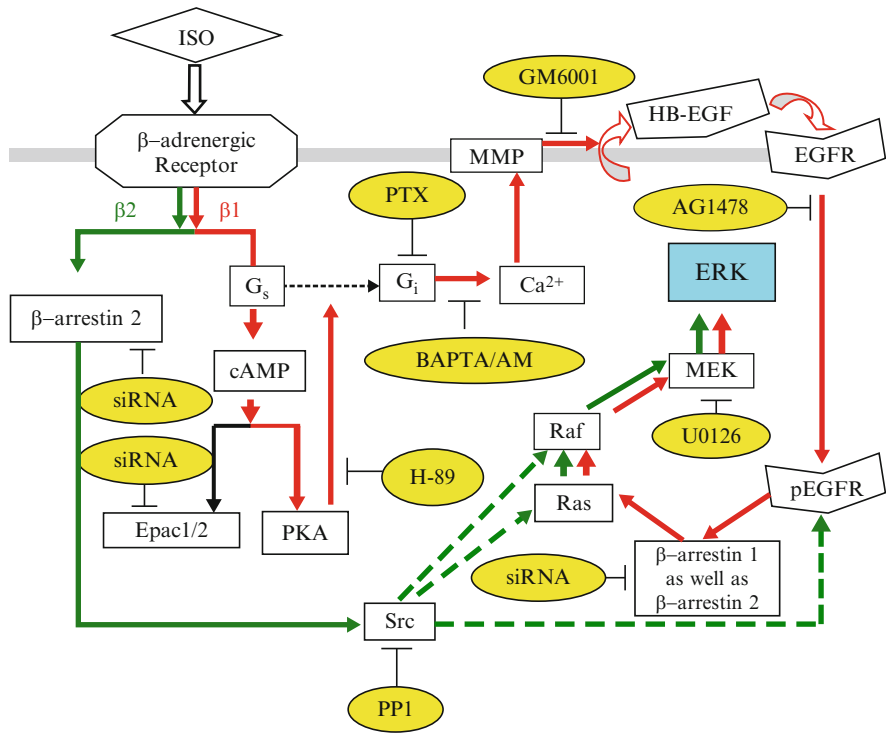 ISO
GM6001
HB-EGF
β–adrenergic
Receptor
MMP
EGFR
β2
β1
PTX
AG1478
ERK
Gs
Gi
Ca2+
β–arrestin 2
BAPTA/AM
cAMP
MEK
siRNA
Raf
U0126
siRNA
H-89
pEGFR
Ras
Epac1/2
PKA
β–arrestin 1
as well as
β–arrestin 2
siRNA
Src
PP1